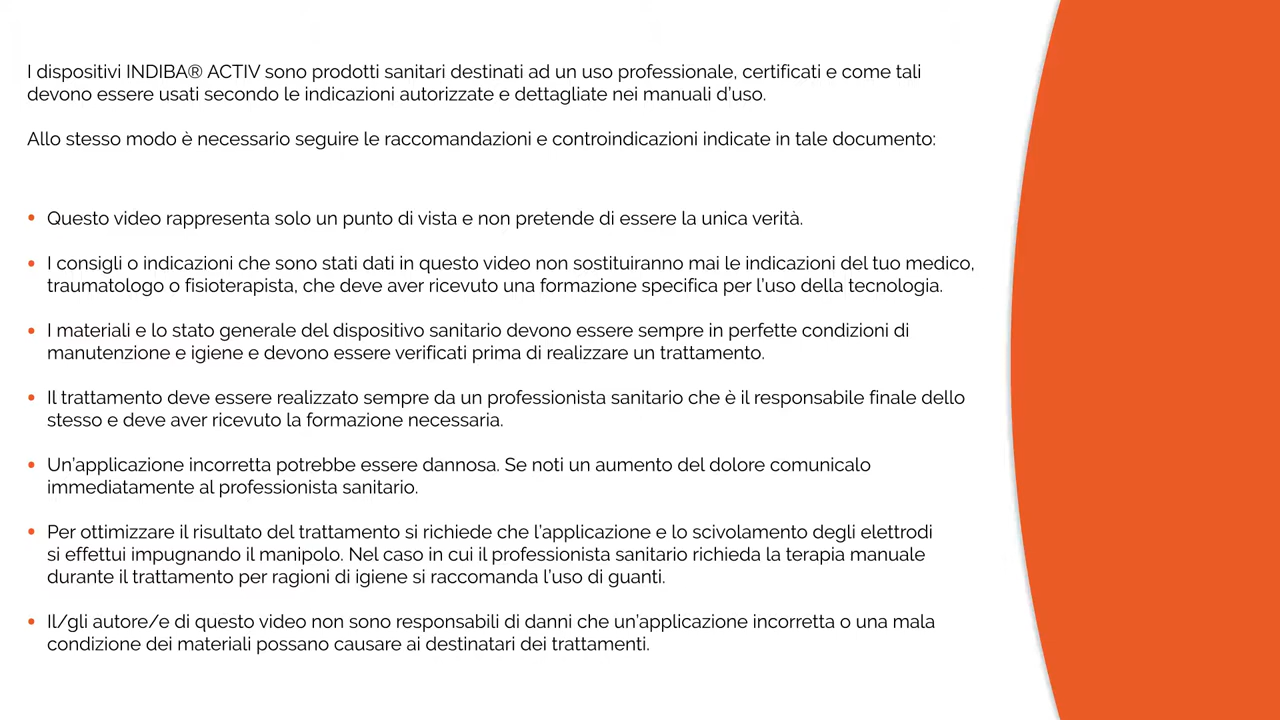 I dispositivi INDIBA® ACTIV sono prodotti sanitari destinati ad un uso professionale, certificati e come tali
devono essere usati secondo le indicazioni autorizzate e dettagliate nei manuali d'uso.
Allo stesso modo è necessario seguire le raccomandazioni e controindicazioni indicate in tale documento:
• Questo video rappresenta solo un punto di vista e non pretende di essere la unica verità.
• I consigli o indicazioni che sono stati dati in questo video non sostituiranno mai le indicazioni del tuo medico,
traumatologo o fisioterapista, che deve aver ricevuto una formazione specifica per l'uso della tecnologia.
• I materiali e lo stato generale del dispositivo sanitario devono essere sempre in perfette condizioni di
manutenzione e igiene e devono essere verificati prima di realizzare un trattamento.
• Il trattamento deve essere realizzato sempre da un professionista sanitario che è il responsabile finale dello
stesso e deve aver ricevuto la formazione necessaria.
• Un'applicazione incorretta potrebbe essere dannosa. Se noti un aumento del dolore comunicalo
immediatamente al professionista sanitario.
• Per ottimizzare il risultato del trattamento si richiede che l'applicazione e lo scivolamento degli elettrodi
si effettui impugnando il manipolo. Nel caso in cui il professionista sanitario richieda la terapia manuale
durante il trattamento per ragioni di igiene si raccomanda l'uso di guanti.
• Il/gli autore/e di questo video non sono responsabili di danni che un'applicazione incorretta o una mala
condizione dei materiali possano causare ai destinatari dei trattamenti.